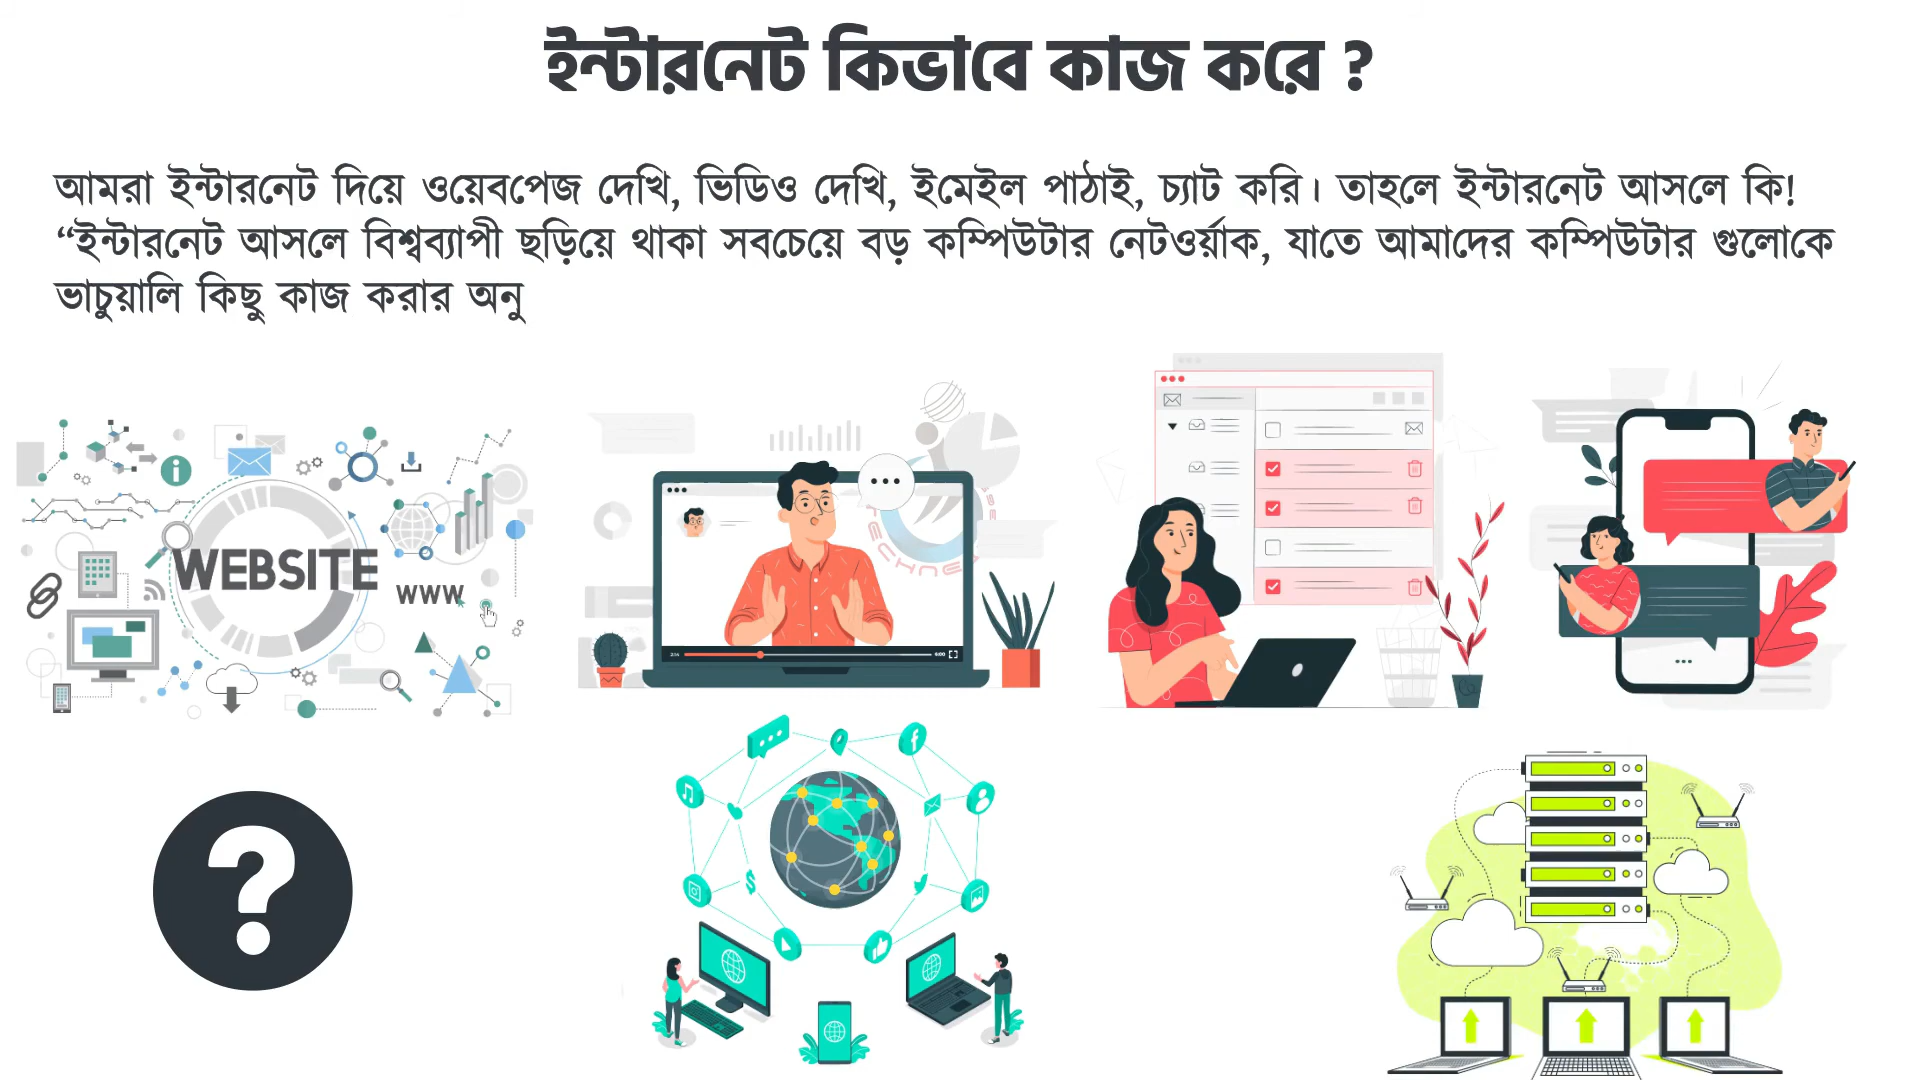 ইন্টারনেট কিভাবে কাজ করে ?
আমরা ইন্টারনেট দিয়ে ওয়েবপেজ দেখি, ভিডিও দেখি, ইমেইল পাঠাই, চ্যাট করি। তাহলে ইন্টারনেট আসলে কি!
“ইন্টারনেট আসলে বিশ্বব্যাপী ছড়িয়ে থাকা সবচেয়ে বড় কম্পিউটার নেটওর্য়াক, যাতে আমাদের কম্পিউটার গুলোকে
ভাচুয়ালি কিছু কাজ করার অনু
WEBSITE
WWW